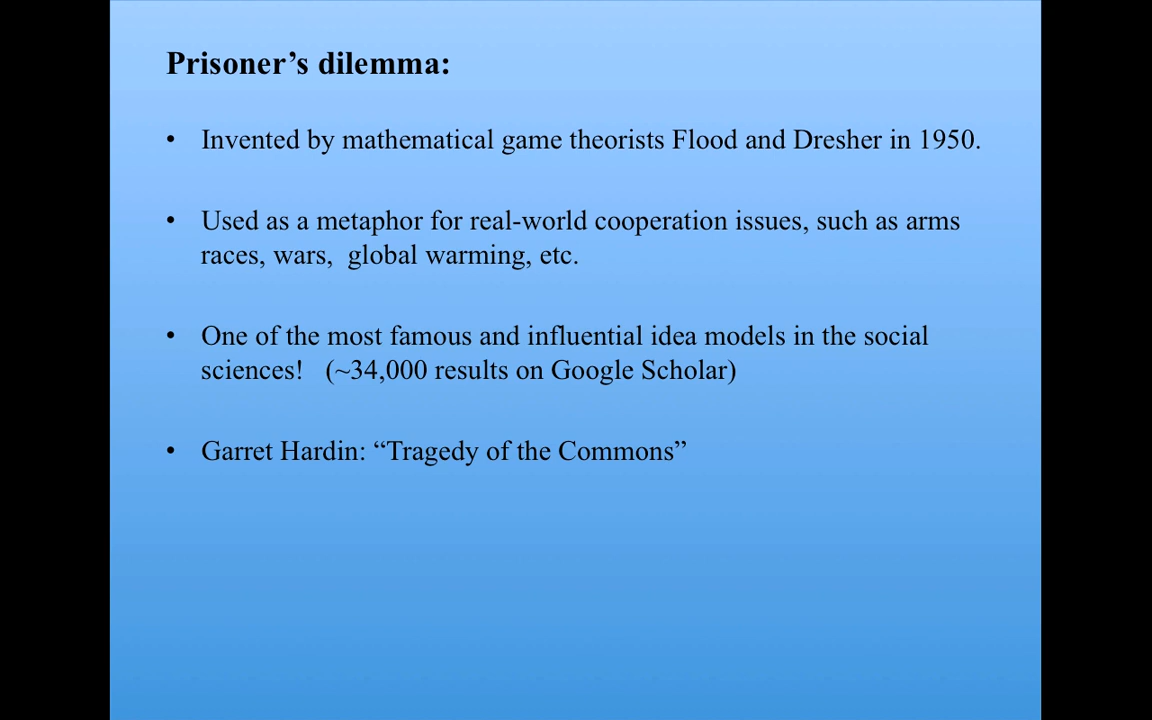 Prisoner’s dilemma:
• Invented by mathematical game theorists Flood and Dresher in 1950.
• Used as a metaphor for real-world cooperation issues, such as arms
races, wars,  global warming, etc.
• One of the most famous and influential idea models in the social
sciences!   (~34,000 results on Google Scholar)
• Garret Hardin: “Tragedy of the Commons”